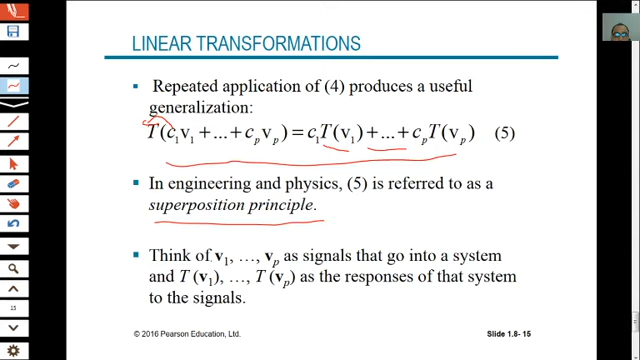 LINEAR TRANSFORMATIONS
▪ Repeated application of (4) produces a useful
generalization:
T(c₁v₁ + ... + cₚvₚ) = c₁T(v₁) + ... + cₚT(vₚ) (5)
▪ In engineering and physics, (5) is referred to as a
superposition principle.
▪ Think of v₁, …, vₚ as signals that go into a system
and T (v₁), …, T (vₚ) as the responses of that system
to the signals.
15
© 2016 Pearson Education, Ltd. Slide 1.8- 15